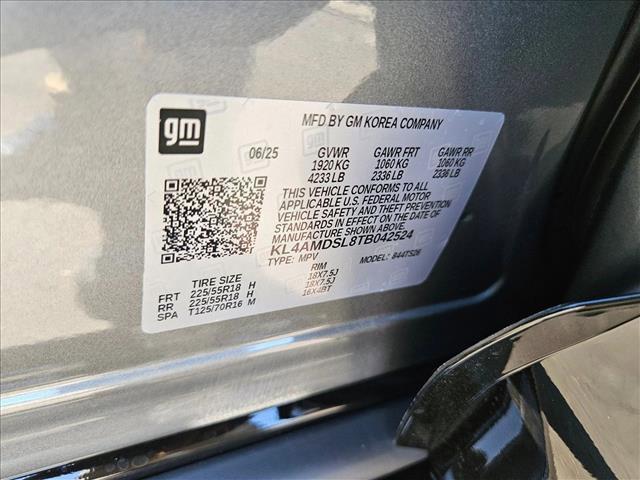 gm
MFD BY GM KOREA COMPANY
06/25 GVWR GAWR FRT GAWR RR
1920 KG 1060 KG 1060 KG
4233 LB 2336 LB 2336 LB
THIS VEHICLE CONFORMS TO ALL
APPLICABLE U.S. FEDERAL MOTOR
VEHICLE SAFETY AND THEFT PREVENTION
STANDARDS IN EFFECT ON THE DATE OF
MANUFACTURE SHOWN ABOVE.
KL4AMDSL8TB042524
TYPE: MPV MODEL: 844TS26
TIRE SIZE RIM
FRT 225/55R18 H 18X7.5J
RR 225/55R18 H 18X7.5J
SPA T125/70R16 M 16X4BT